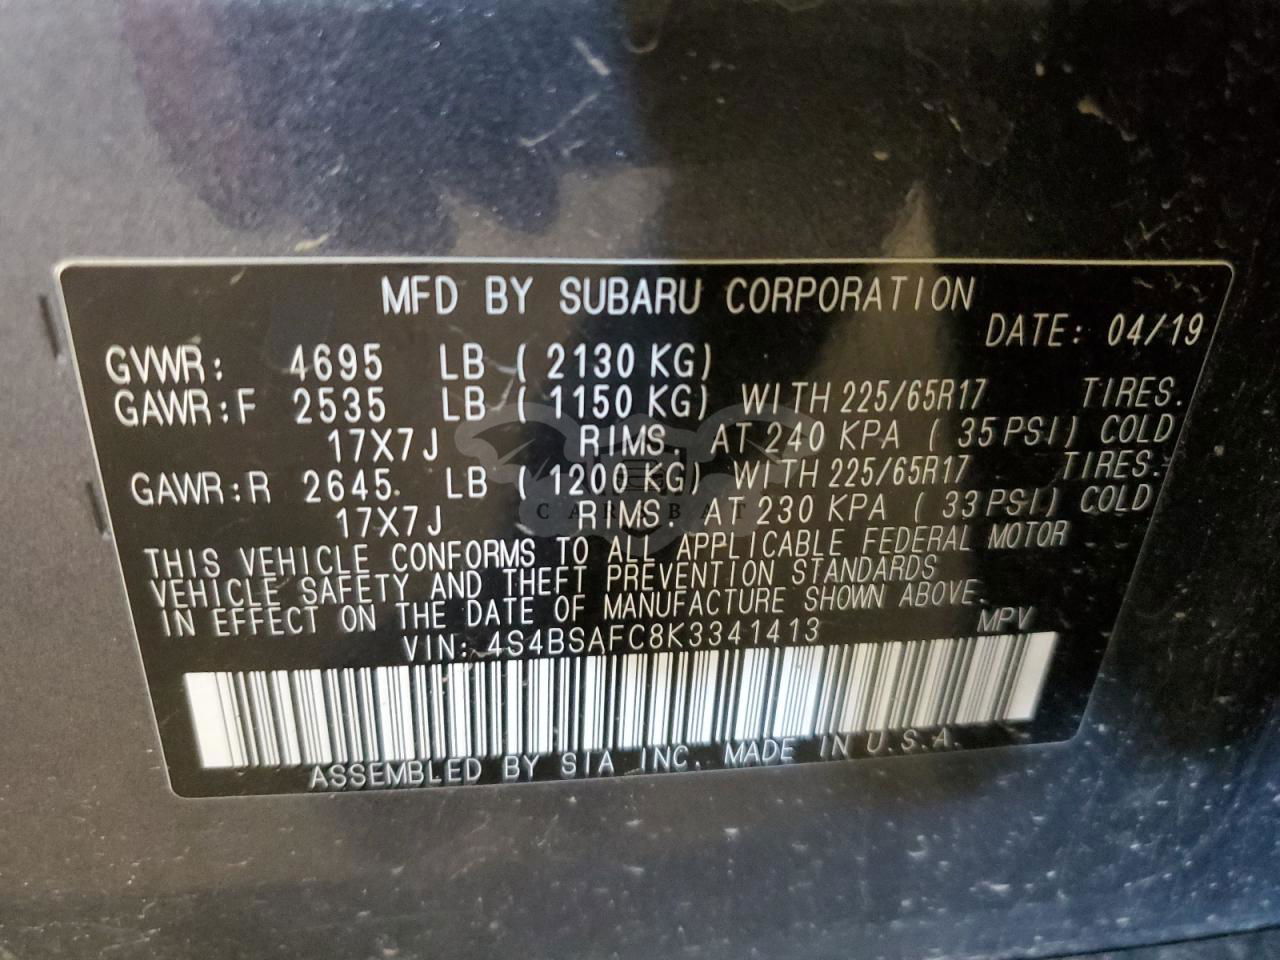 MFD BY SUBARU CORPORATION
DATE: 04/19
GVWR: 4695 LB ( 2130 KG)
GAWR:F 2535 LB ( 1150 KG) WITH 225/65R17 TIRES.
17X7J RIMS. AT 240 KPA ( 35 PSI) COLD
GAWR:R 2645. LB ( 1200 KG) WITH 225/65R17 TIRES.
17X7J RIMS. AT 230 KPA ( 33 PSI) COLD
CARSBAT
THIS VEHICLE CONFORMS TO ALL APPLICABLE FEDERAL MOTOR
VEHICLE SAFETY AND THEFT PREVENTION STANDARDS
IN EFFECT ON THE DATE OF MANUFACTURE SHOWN ABOVE.
VIN: 4S4BSAFC8K3341413 MPV
ASSEMBLED BY SIA INC. MADE IN U.S.A.